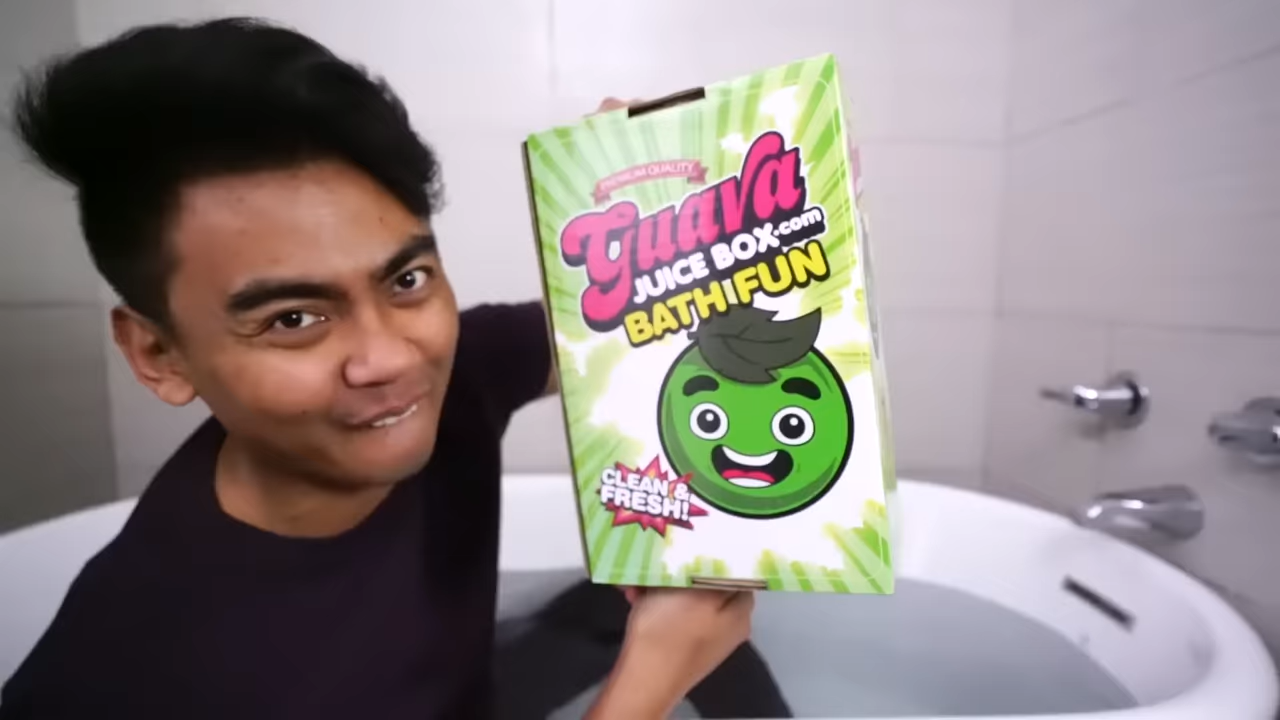 PREMIUM QUALITY
Guava
JUICE BOX.com
BATH FUN
CLEAN &
FRESH!